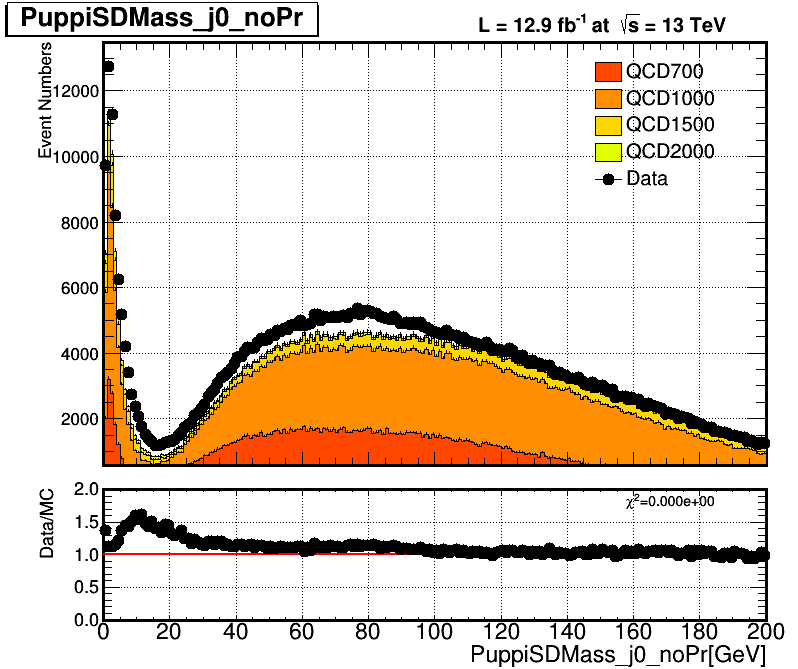 PuppiSDMass_j0_noPr
L = 12.9 fb⁻¹ at √s = 13 TeV
Event Numbers
12000
10000
8000
6000
4000
2000
QCD700
QCD1000
QCD1500
QCD2000
Data
Data/MC
2.0
1.5
1.0
0.5
0.0
χ²=0.000e+00
0 20 40 60 80 100 120 140 160 180 200
PuppiSDMass_j0_noPr[GeV]